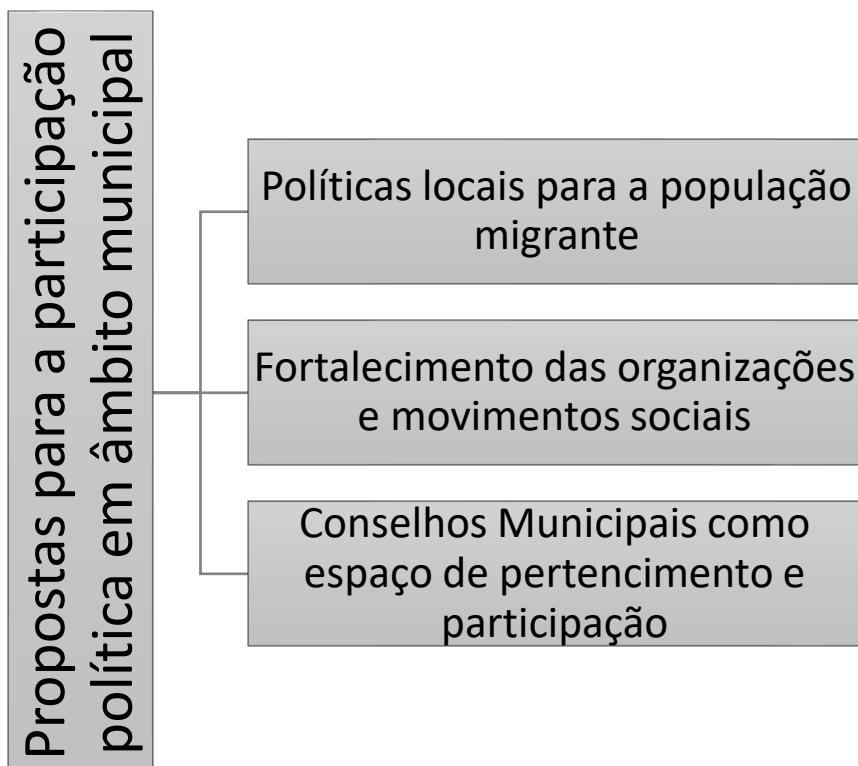 Propostas para a participação
política em âmbito municipal
Políticas locais para a população
migrante
Fortalecimento das organizações
e movimentos sociais
Conselhos Municipais como
espaço de pertencimento e
participação